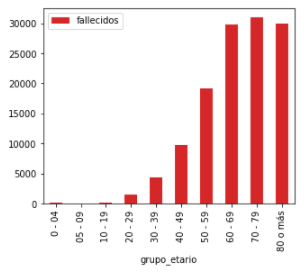 fallecidos
30000
25000
20000
15000
10000
5000
0
0 - 04
05 - 09
10 - 19
20 - 29
30 - 39
40 - 49
50 - 59
60 - 69
70 - 79
80 o más
grupo_etario